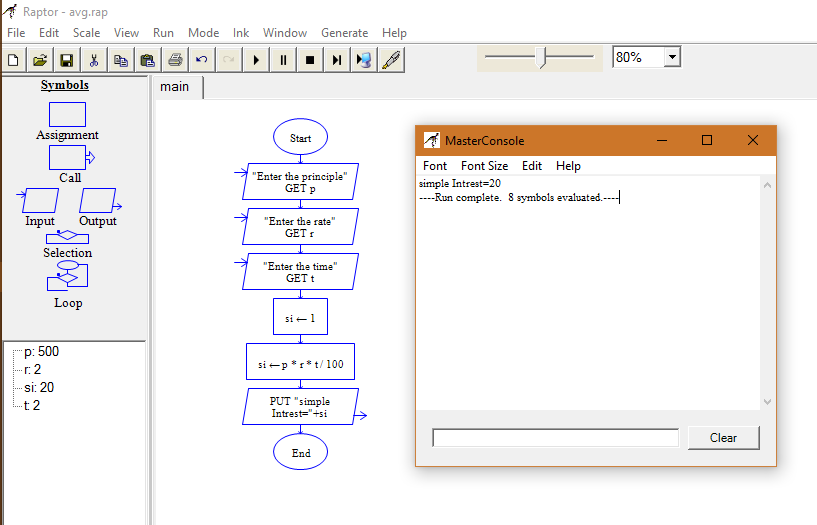 Raptor - avg.rap
File Edit Scale View Run Mode Ink Window Generate Help
80%
Symbols
Assignment
Call
Input Output
Selection
Loop
p: 500
r: 2
si: 20
t: 2
main
Start
"Enter the principle"
GET p
"Enter the rate"
GET r
"Enter the time"
GET t
si ← 1
si ← p * r * t / 100
PUT "simple
Intrest="+si
End
MasterConsole
Font Font Size Edit Help
simple Intrest=20
----Run complete.  8 symbols evaluated.----
Clear